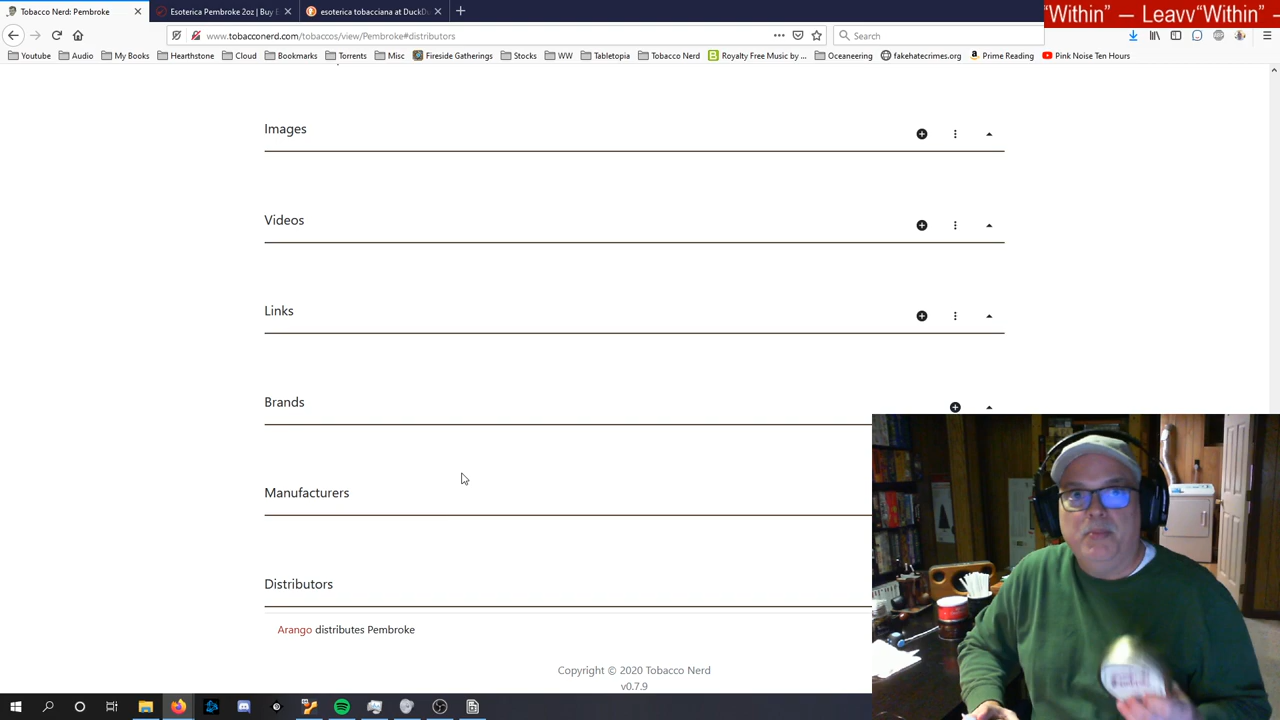 Tobacco Nerd: Pembroke
Esoterica Pembroke 2oz | Buy E
esoterica tobacciana at DuckDu
“Within” — Leavv“Within” –
www.tobacconerd.com/tobaccos/view/Pembroke#distributors
Search
Youtube
Audio
My Books
Hearthstone
Cloud
Bookmarks
Torrents
Misc
Fireside Gatherings
Stocks
WW
Tabletopia
Tobacco Nerd
Royalty Free Music by ...
Oceaneering
fakehatecrimes.org
Prime Reading
Pink Noise Ten Hours
Images
Videos
Links
Brands
Manufacturers
Distributors
Arango distributes Pembroke
Copyright © 2020 Tobacco Nerd
v0.7.9